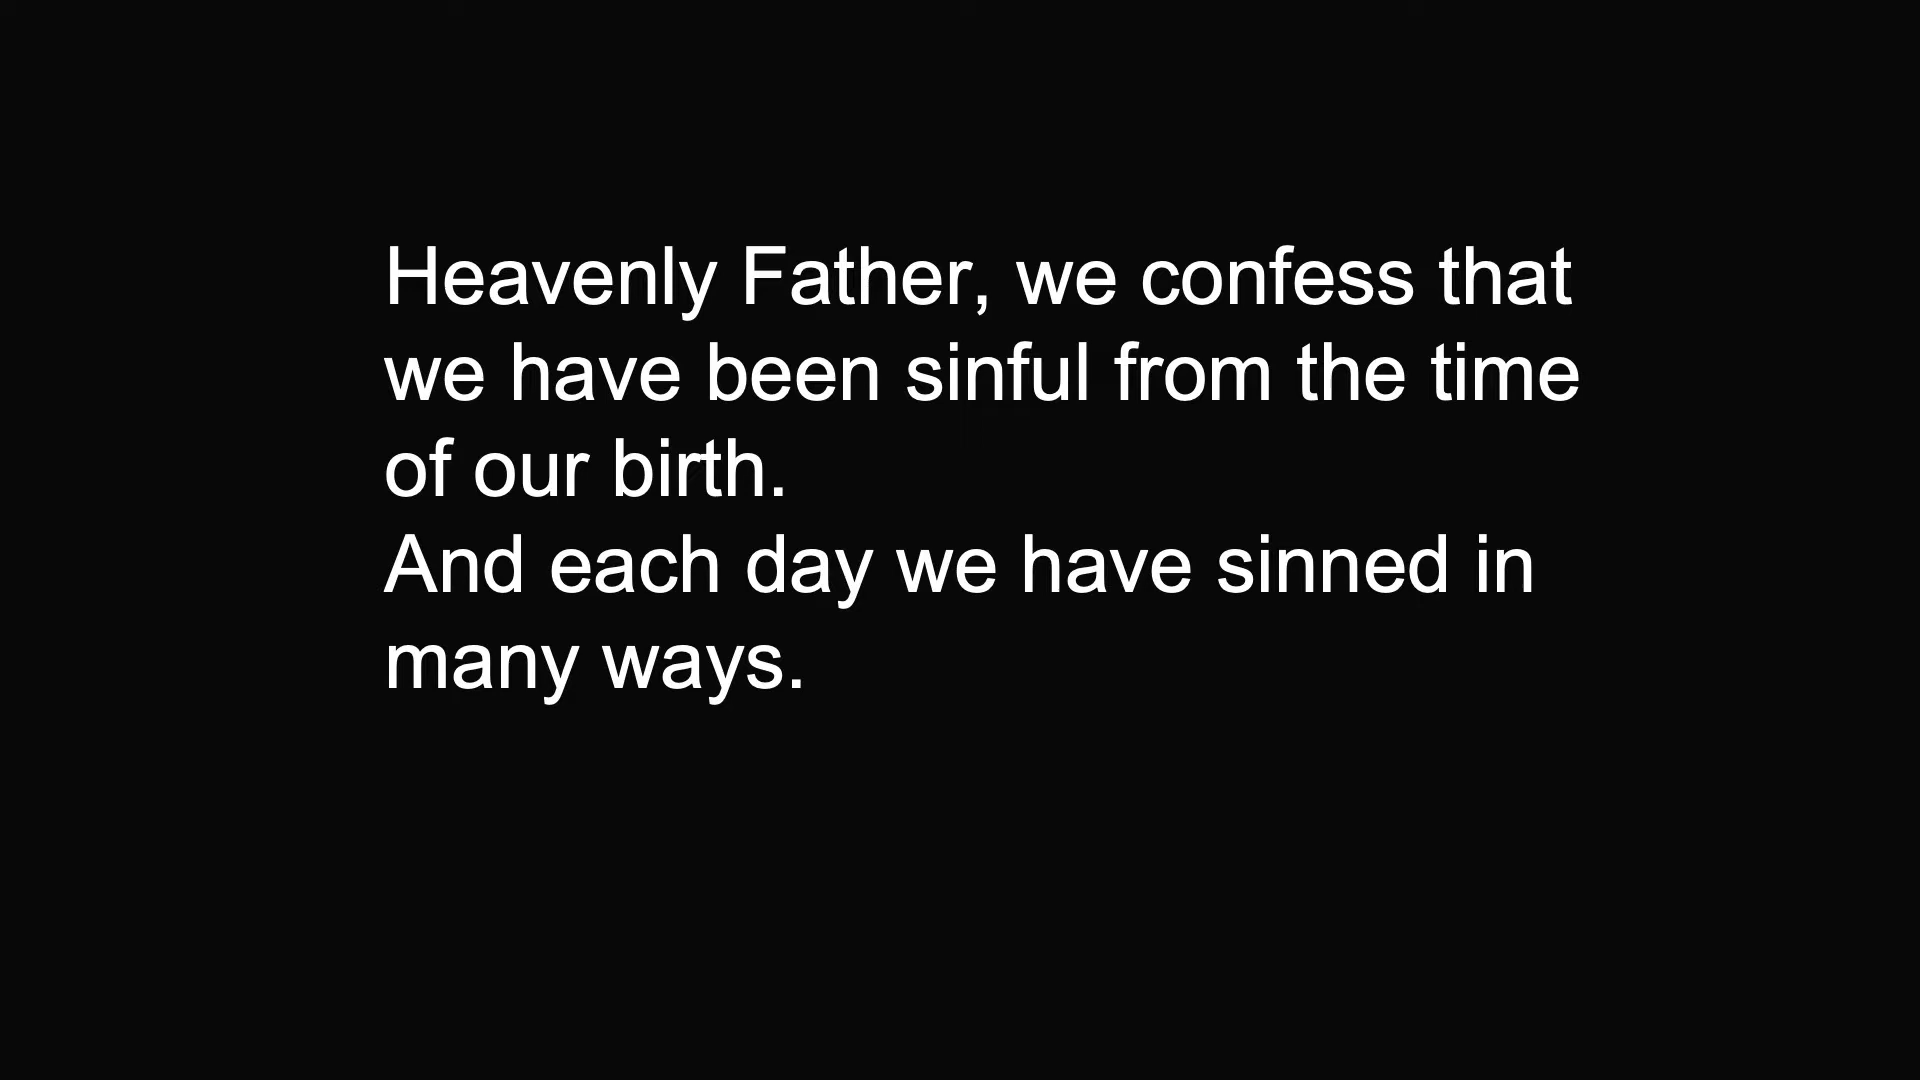 Heavenly Father, we confess that
we have been sinful from the time
of our birth.
And each day we have sinned in
many ways.